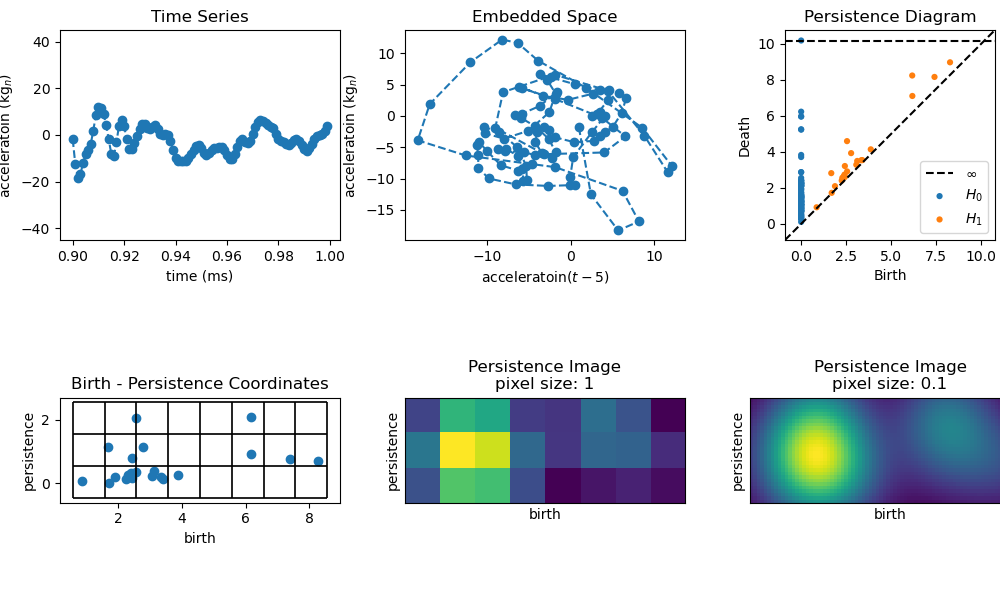 Time Series
40
20
0
−20
−40
0.90 0.92 0.94 0.96 0.98 1.00
time (ms)
acceleratoin (kgₙ)
Embedded Space
10
5
0
−5
−10
−15
−10 0 10
acceleratoin(t − 5)
acceleratoin (kgₙ)
Persistence Diagram
10
8
6
4
2
0
0.0 2.5 5.0 7.5 10.0
Birth
Death
∞
H₀
H₁
Birth - Persistence Coordinates
2
0
2 4 6 8
birth
persistence
Persistence Image
pixel size: 1
birth
persistence
Persistence Image
pixel size: 0.1
birth
persistence